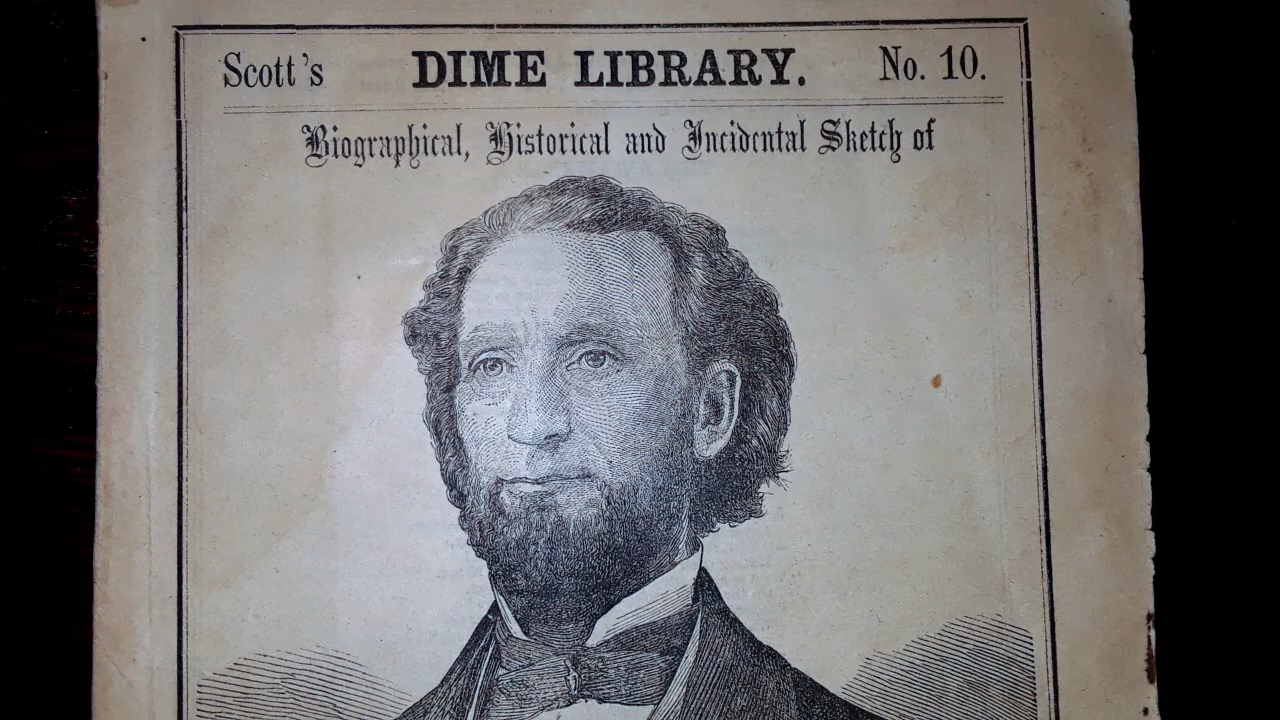 Scott's DIME LIBRARY. No. 10.
Biographical, Historical and Incidental Sketch of